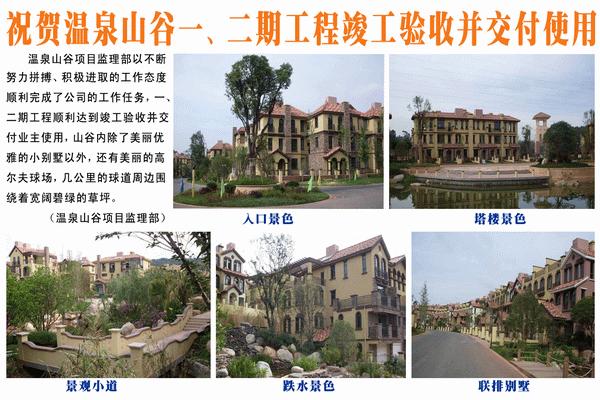 祝贺温泉山谷一、二期工程竣工验收并交付使用
温泉山谷项目监理部以不断
努力拼搏、积极进取的工作态度
顺利完成了公司的工作任务，一、
二期工程顺利达到竣工验收并交
付业主使用，山谷内除了美丽优
雅的小别墅以外，还有美丽的高
尔夫球场，几公里的球道周边围
绕着宽阔碧绿的草坪。
（温泉山谷项目监理部）
入口景色
塔楼景色
景观小道
跌水景色
联排别墅